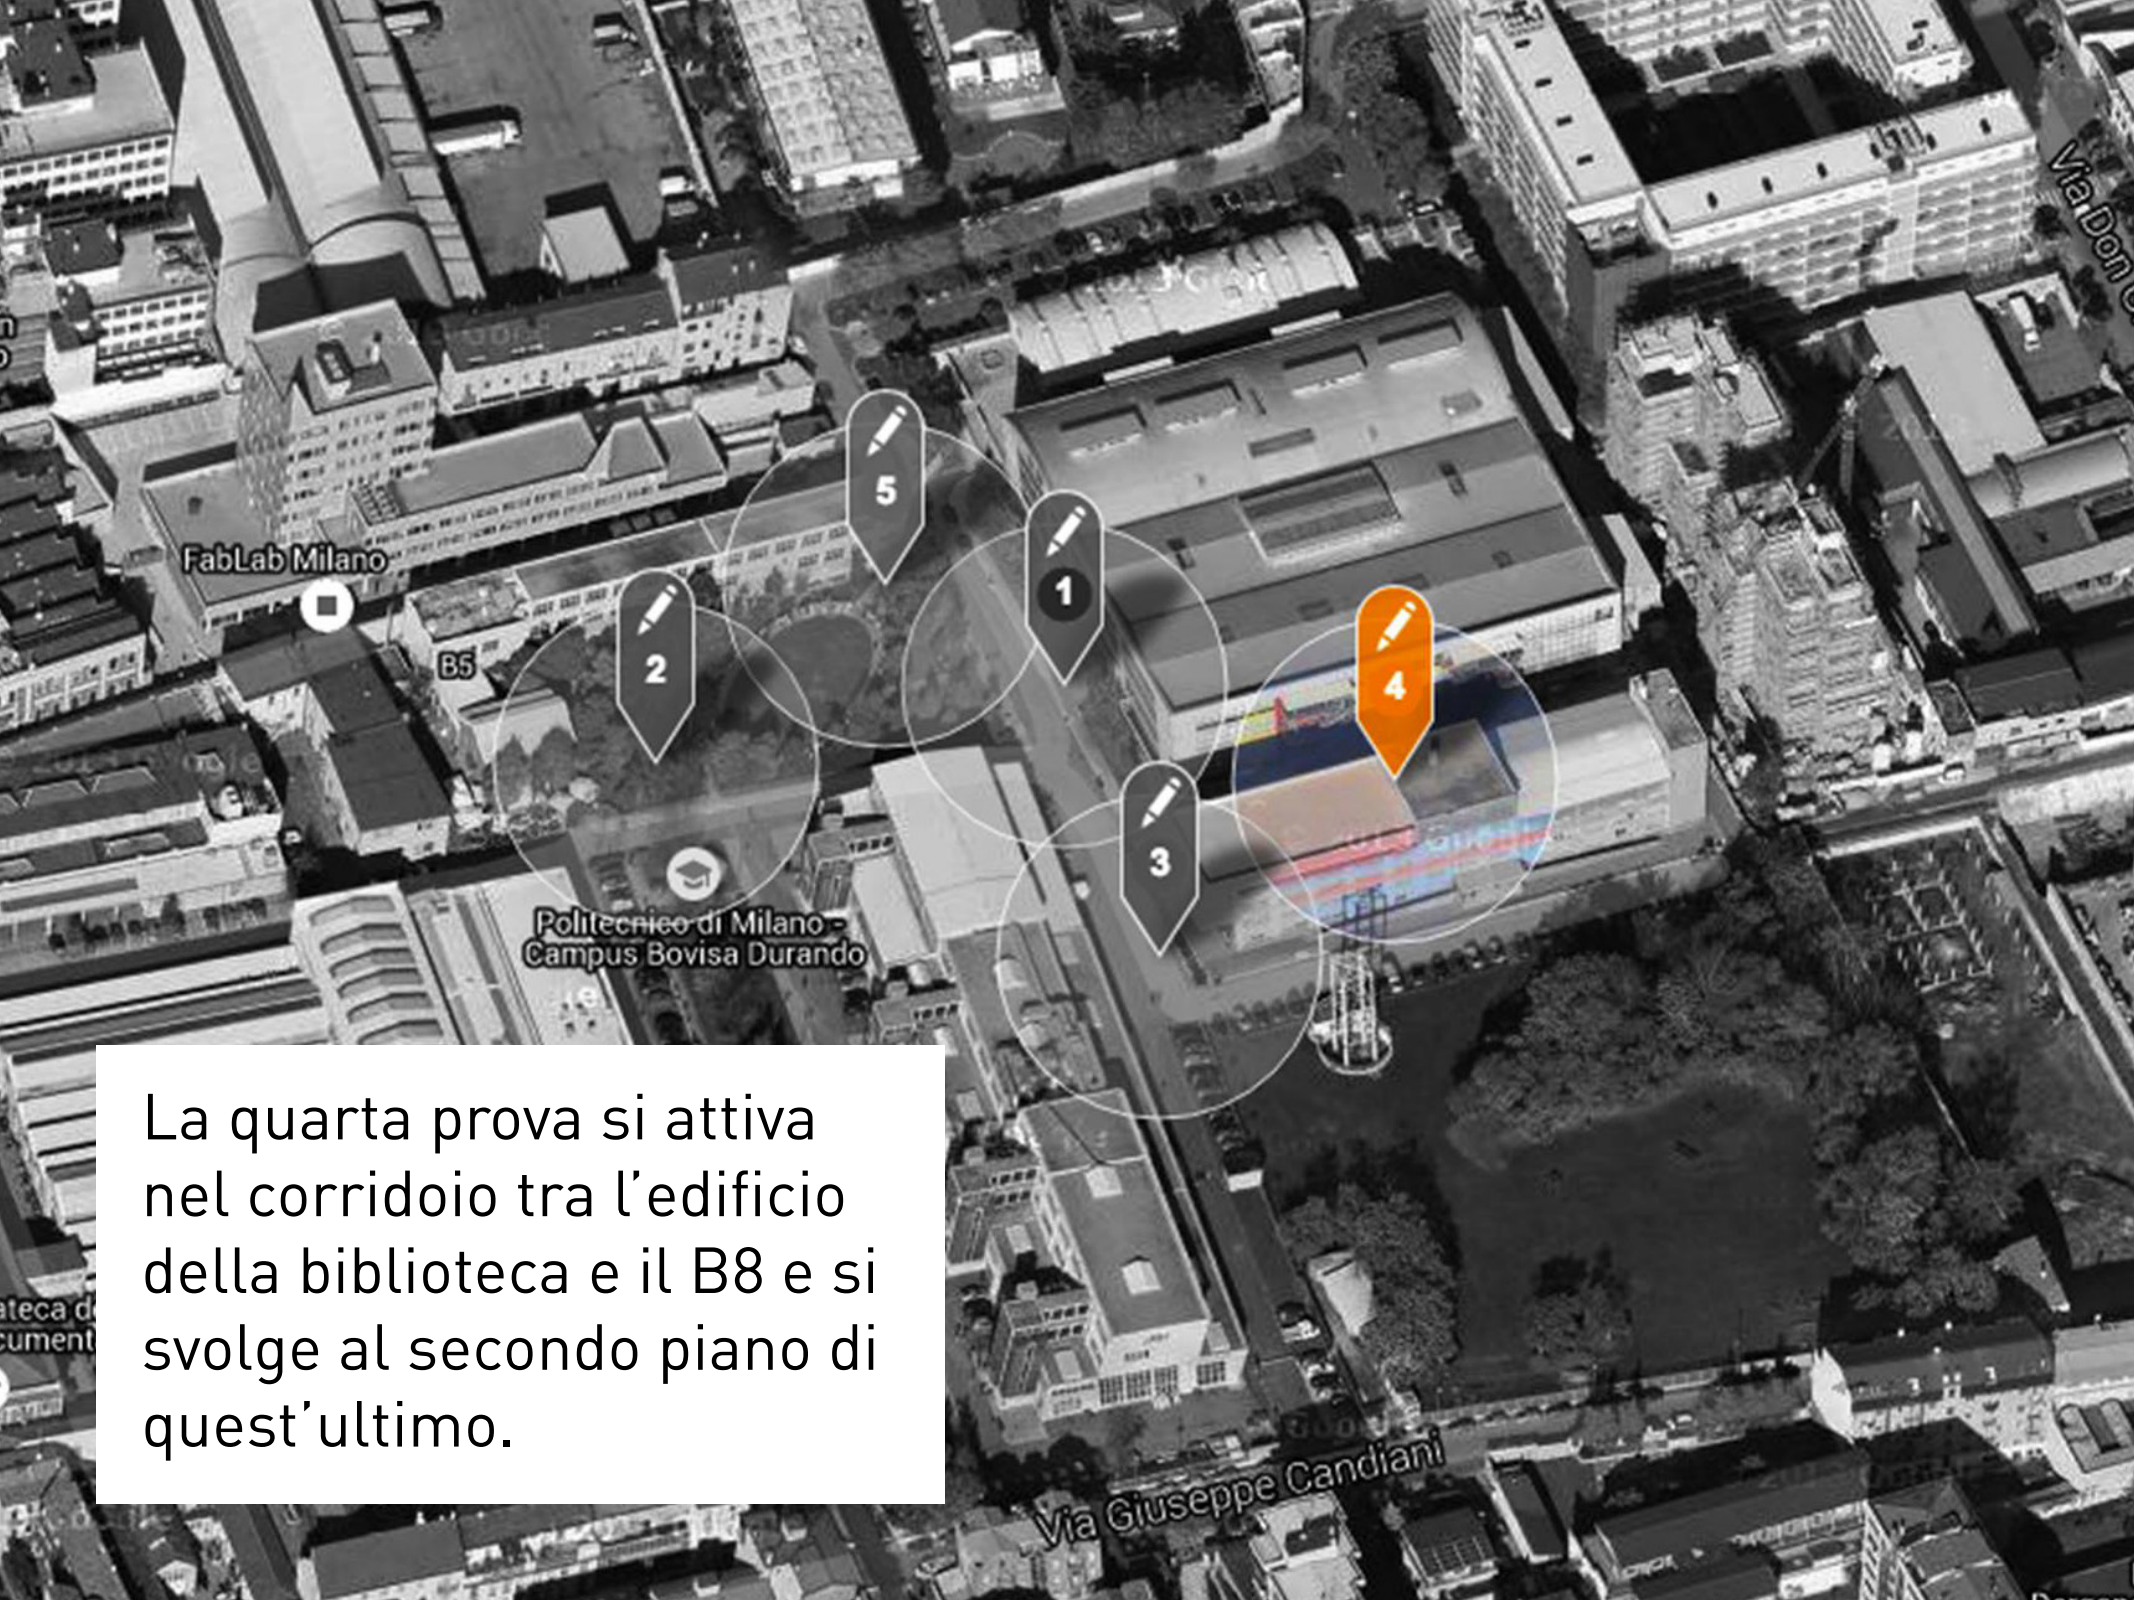 Via Don
5
1
FabLab Milano
4
B5
2
3
Politecnico di Milano -
Campus Bovisa Durando
La quarta prova si attiva
nel corridoio tra l’edificio
della biblioteca e il B8 e si
svolge al secondo piano di
quest’ultimo.
Via Giuseppe Candiani